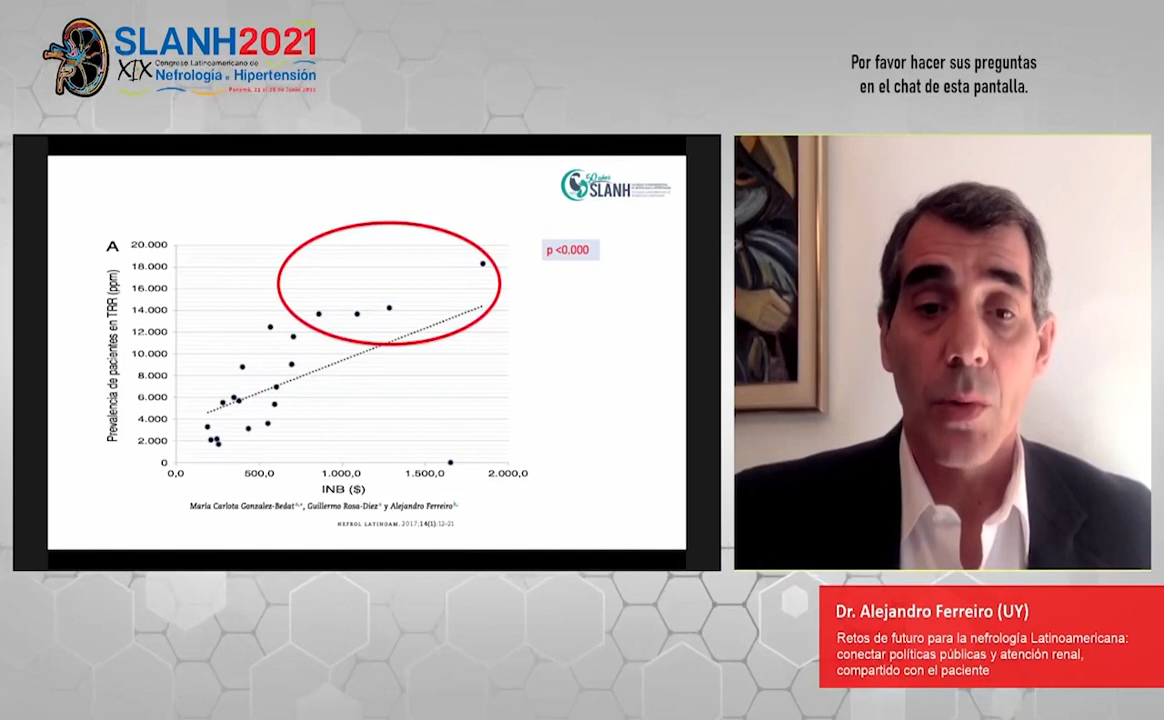 SLANH2021
XIX Congreso Latinoamericano de
Nefrología e Hipertensión
Por favor hacer sus preguntas
en el chat de esta pantalla.
50 años
SLANH
A
p <0.000
Prevalencia de pacientes en TRR (ppm)
20.000
18.000
16.000
14.000
12.000
10.000
8.000
6.000
4.000
2.000
0
0,0 500,0 1.000,0 1.500,0 2.000,0
INB ($)
María Carlota Gonzalez-Bedat, Guillermo Rosa-Diez y Alejandro Ferreiro
NEFROL LATINOAM. 2017;14(1):12-21
Dr. Alejandro Ferreiro (UY)
Retos de futuro para la nefrología Latinoamericana:
conectar políticas públicas y atención renal,
compartido con el paciente